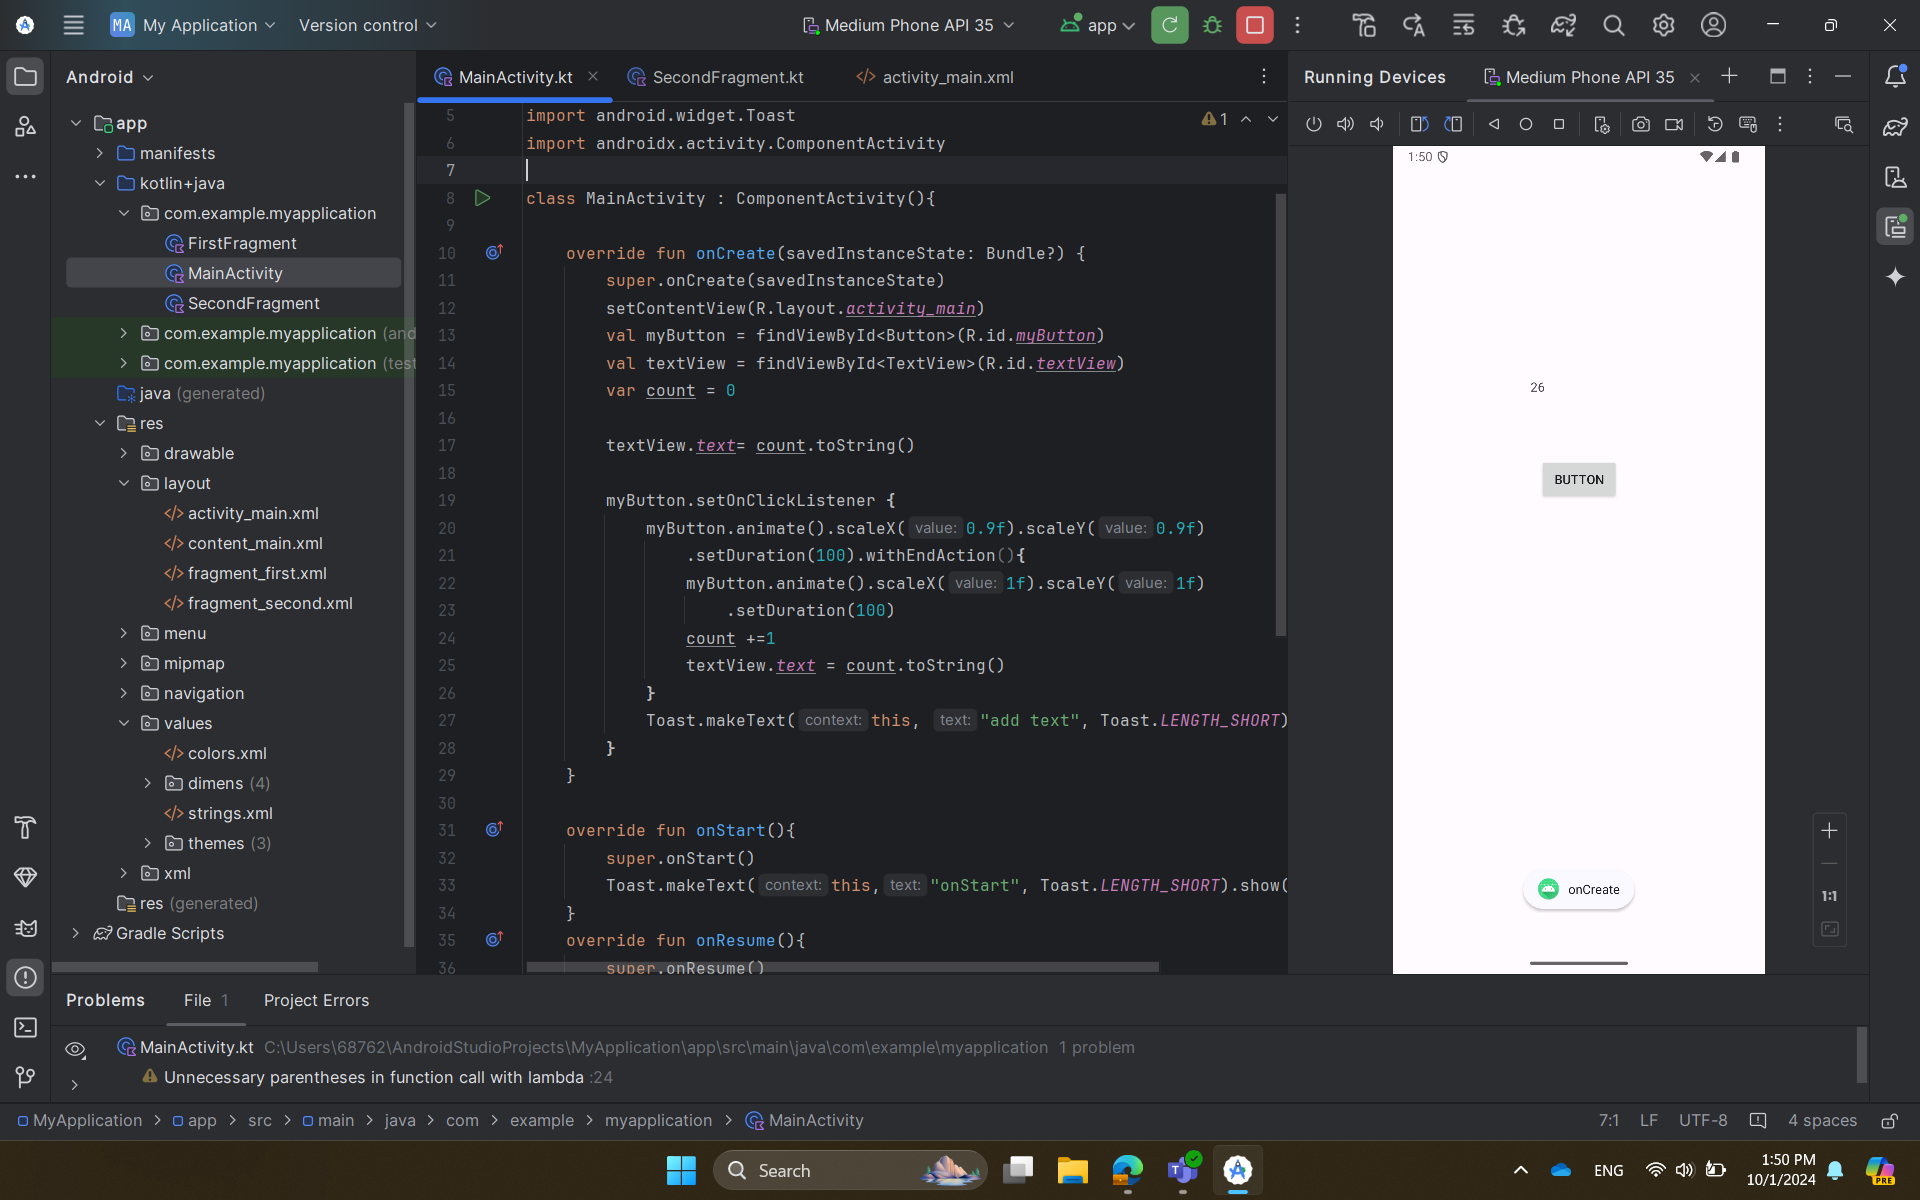 MA My Application
Version control
Medium Phone API 35
app
Android
MainActivity.kt
SecondFragment.kt
activity_main.xml
Running Devices
Medium Phone API 35
app
manifests
kotlin+java
com.example.myapplication
FirstFragment
MainActivity
SecondFragment
com.example.myapplication (and
com.example.myapplication (test
java (generated)
res
drawable
layout
activity_main.xml
content_main.xml
fragment_first.xml
fragment_second.xml
menu
mipmap
navigation
values
colors.xml
dimens (4)
strings.xml
themes (3)
xml
res (generated)
Gradle Scripts
1
5 import android.widget.Toast
6 import androidx.activity.ComponentActivity
7
8 class MainActivity : ComponentActivity(){
9
10 override fun onCreate(savedInstanceState: Bundle?) {
11 super.onCreate(savedInstanceState)
12 setContentView(R.layout.activity_main)
13 val myButton = findViewById<Button>(R.id.myButton)
14 val textView = findViewById<TextView>(R.id.textView)
15 var count = 0
16
17 textView.text= count.toString()
18
19 myButton.setOnClickListener {
20 myButton.animate().scaleX( value: 0.9f).scaleY( value: 0.9f)
21 .setDuration(100).withEndAction(){
22 myButton.animate().scaleX( value: 1f).scaleY( value: 1f)
23 .setDuration(100)
24 count +=1
25 textView.text = count.toString()
26 }
27 Toast.makeText( context: this, text: "add text", Toast.LENGTH_SHORT)
28 }
29 }
30
31 override fun onStart(){
32 super.onStart()
33 Toast.makeText( context: this, text: "onStart", Toast.LENGTH_SHORT).show(
34 }
35 override fun onResume(){
36 super.onResume()
1:50
26
BUTTON
onCreate
1:1
Problems
File 1
Project Errors
MainActivity.kt C:\Users\68762\AndroidStudioProjects\MyApplication\app\src\main\java\com\example\myapplication 1 problem
Unnecessary parentheses in function call with lambda :24
MyApplication > app > src > main > java > com > example > myapplication > MainActivity
7:1 LF UTF-8 4 spaces
Search
ENG
1:50 PM
10/1/2024
PRE